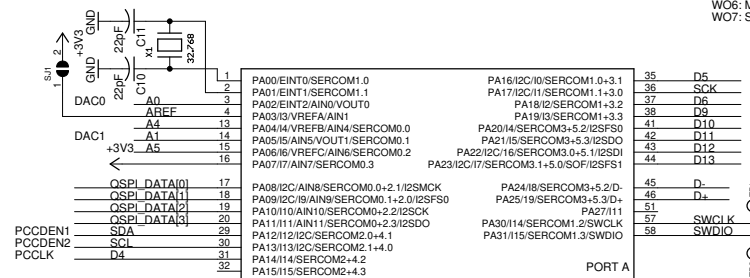 WO6: M
WO7: S
GND
22pF
C11
x1
32.768
+3V3
2
SJ1
1
GND
22pF
C10
1 PA00/EINT0/SERCOM1.0
2 PA01/EINT1/SERCOM1.1
DAC0 A0 3 PA02/EINT2/AIN0/VOUT0
AREF 4 PA03/I3/VREFA/AIN1
A4 13 PA04/I4/VREFB/AIN4/SERCOM0.0
DAC1 A1 14 PA05/I5/AIN5/VOUT1/SERCOM0.1
+3V3 A5 15 PA06/I6/VREFC/AIN6/SERCOM0.2
16 PA07/I7/AIN7/SERCOM0.3
QSPI_DATA[0] 17 PA08/I2C/AIN8/SERCOM0.0+2.1/I2SMCK
QSPI_DATA[1] 18 PA09/I2C/I9/AIN9/SERCOM0.1+2.0/I2SFS0
QSPI_DATA[2] 19 PA10/I10/AIN10/SERCOM0+2.2/I2SCK
QSPI_DATA[3] 20 PA11/I11/AIN11/SERCOM0+2.3/I2SDO
PCCDEN1 SDA 29 PA12/I12/I2C/SERCOM2.0+4.1
PCCDEN2 SCL 30 PA13/I13/I2C/SERCOM2.1+4.0
PCCLK D4 31 PA14/I14/SERCOM2+4.2
32 PA15/I15/SERCOM2+4.3
PA16/I2C/I0/SERCOM1.0+3.1 35 D5
PA17/I2C/I1/SERCOM1.1+3.0 36 SCK
PA18/I2/SERCOM1+3.2 37 D6
PA19/I3/SERCOM1+3.3 38 D9
PA20/I4/SERCOM3+5.2/I2SFS0 41 D10
PA21/I5/SERCOM5+5.3/I2SDO 42 D11
PA22/I2C/16/SERCOM3.0+5.1/I2SDI 43 D12
PA23/I2C/I7/SERCOM3.1+5.0/SOF/I2SFS1 44 D13
PA24/I8/SERCOM3+5.2/D- 45 D-
PA25/19/SERCOM3+5.3/D+ 46 D+
PA27/I11 51
PA30/I14/SERCOM1.2/SWCLK 57 SWCLK
PA31/I15/SERCOM1.3/SWDIO 58 SWDIO
PORT A